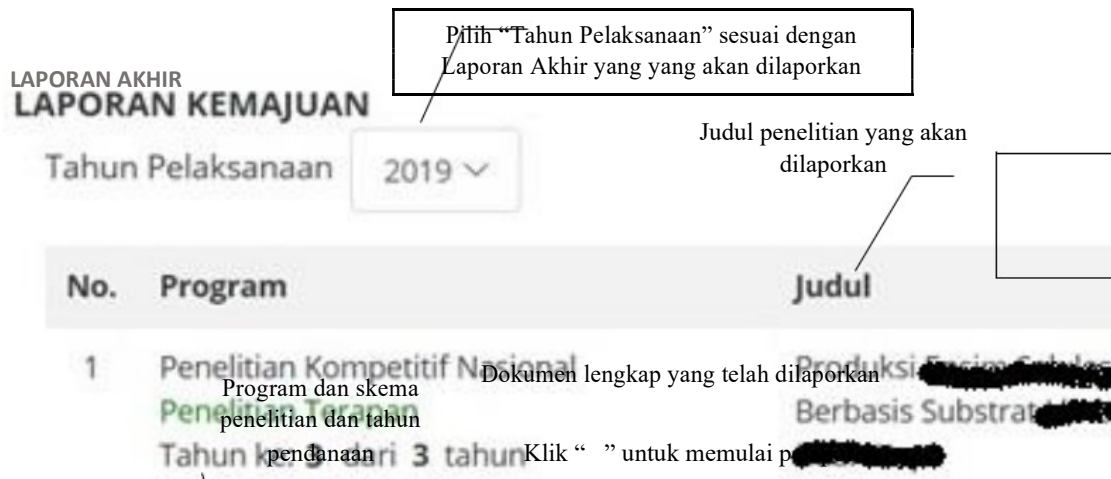 Pilih “Tahun Pelaksanaan” sesuai dengan
Laporan Akhir yang yang akan dilaporkan
LAPORAN AKHIR
LAPORAN KEMAJUAN
Judul penelitian yang akan
dilaporkan
Tahun Pelaksanaan 2019
No. Program Judul
1 Penelitian Kompetitif Nasional Produksi
Dokumen lengkap yang telah dilaporkan
Program dan skema
Penelitian Terapan Berbasis Substrat
penelitian dan tahun
pendanaan
Tahun ke: 3 dari 3 tahun
Klik “ ” untuk memulai